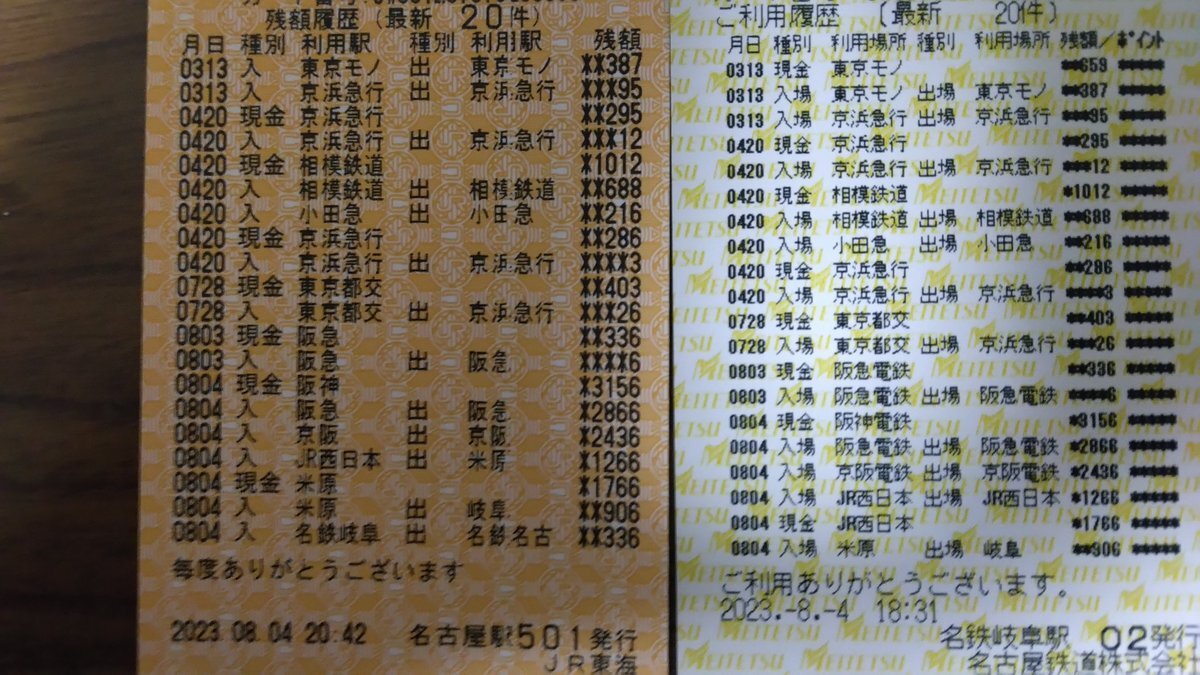 残額履歴(最新 20件)
月日 種別 利用駅 種別 利用駅 残額
0313 入 東京モノ 出 東京モノ **387
0313 入 京浜急行 出 京浜急行 ***95
0420 現金 京浜急行 **295
0420 入 京浜急行 出 京浜急行 ***12
0420 現金 相模鉄道 *1012
0420 入 相模鉄道 出 相模鉄道 **688
0420 入 小田急 出 小田急 **216
0420 現金 京浜急行 **286
0420 入 京浜急行 出 京浜急行 ****3
0728 現金 東京都交 **403
0728 入 東京都交 出 京浜急行 ***26
0803 現金 阪急 **336
0803 入 阪急 出 阪急 ****6
0804 現金 阪神 *3156
0804 入 阪急 出 阪急 *2866
0804 入 京阪 出 京阪 *2436
0804 入 JR西日本 出 米原 *1266
0804 現金 米原 *1766
0804 入 米原 出 岐阜 **906
0804 入 名鉄岐阜 出 名鉄名古 **336
毎度ありがとうございます
2023.08.04 20:42 名古屋駅501発行
JR東海
ご利用履歴 (最新 20件)
月日 種別 利用場所 種別 利用場所 残額/ポイント
0313 現金 東京モノ **659 *****
0313 入場 東京モノ 出場 東京モノ **387 *****
0313 入場 京浜急行 出場 京浜急行 ***95 *****
0420 現金 京浜急行 **295 *****
0420 入場 京浜急行 出場 京浜急行 ***12 *****
0420 現金 相模鉄道 *1012 *****
0420 入場 相模鉄道 出場 相模鉄道 **688 *****
0420 入場 小田急 出場 小田急 **216 *****
0420 現金 京浜急行 **286 *****
0420 入場 京浜急行 出場 京浜急行 ****3 *****
0728 現金 東京都交 **403 *****
0728 入場 東京都交 出場 京浜急行 ***26 *****
0803 現金 阪急電鉄 **336 *****
0803 入場 阪急電鉄 出場 阪急電鉄 ****6 *****
0804 現金 阪神電鉄 *3156 *****
0804 入場 阪急電鉄 出場 阪急電鉄 *2866 *****
0804 入場 京阪電鉄 出場 京阪電鉄 *2436 *****
0804 入場 JR西日本 出場 JR西日本 *1266 *****
0804 現金 JR西日本 *1766 *****
0804 入場 米原 出場 岐阜 **906 *****
ご利用ありがとうございます。
2023.-8.-4 18:31
名鉄岐阜駅 02発行
名古屋鉄道株式会社